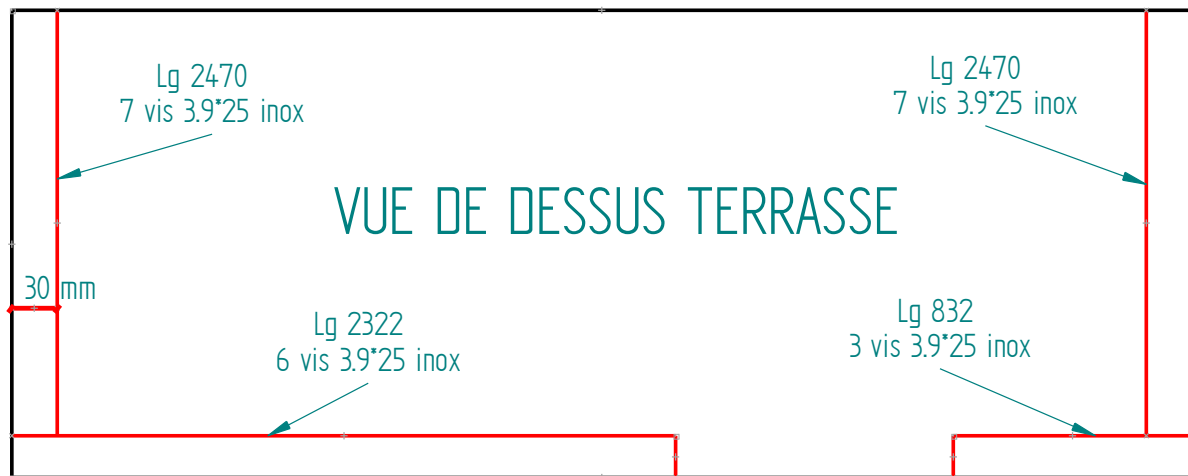 Lg 2470
7 vis 3.9*25 inox
Lg 2470
7 vis 3.9*25 inox
VUE DE DESSUS TERRASSE
30 mm
Lg 2322
6 vis 3.9*25 inox
Lg 832
3 vis 3.9*25 inox